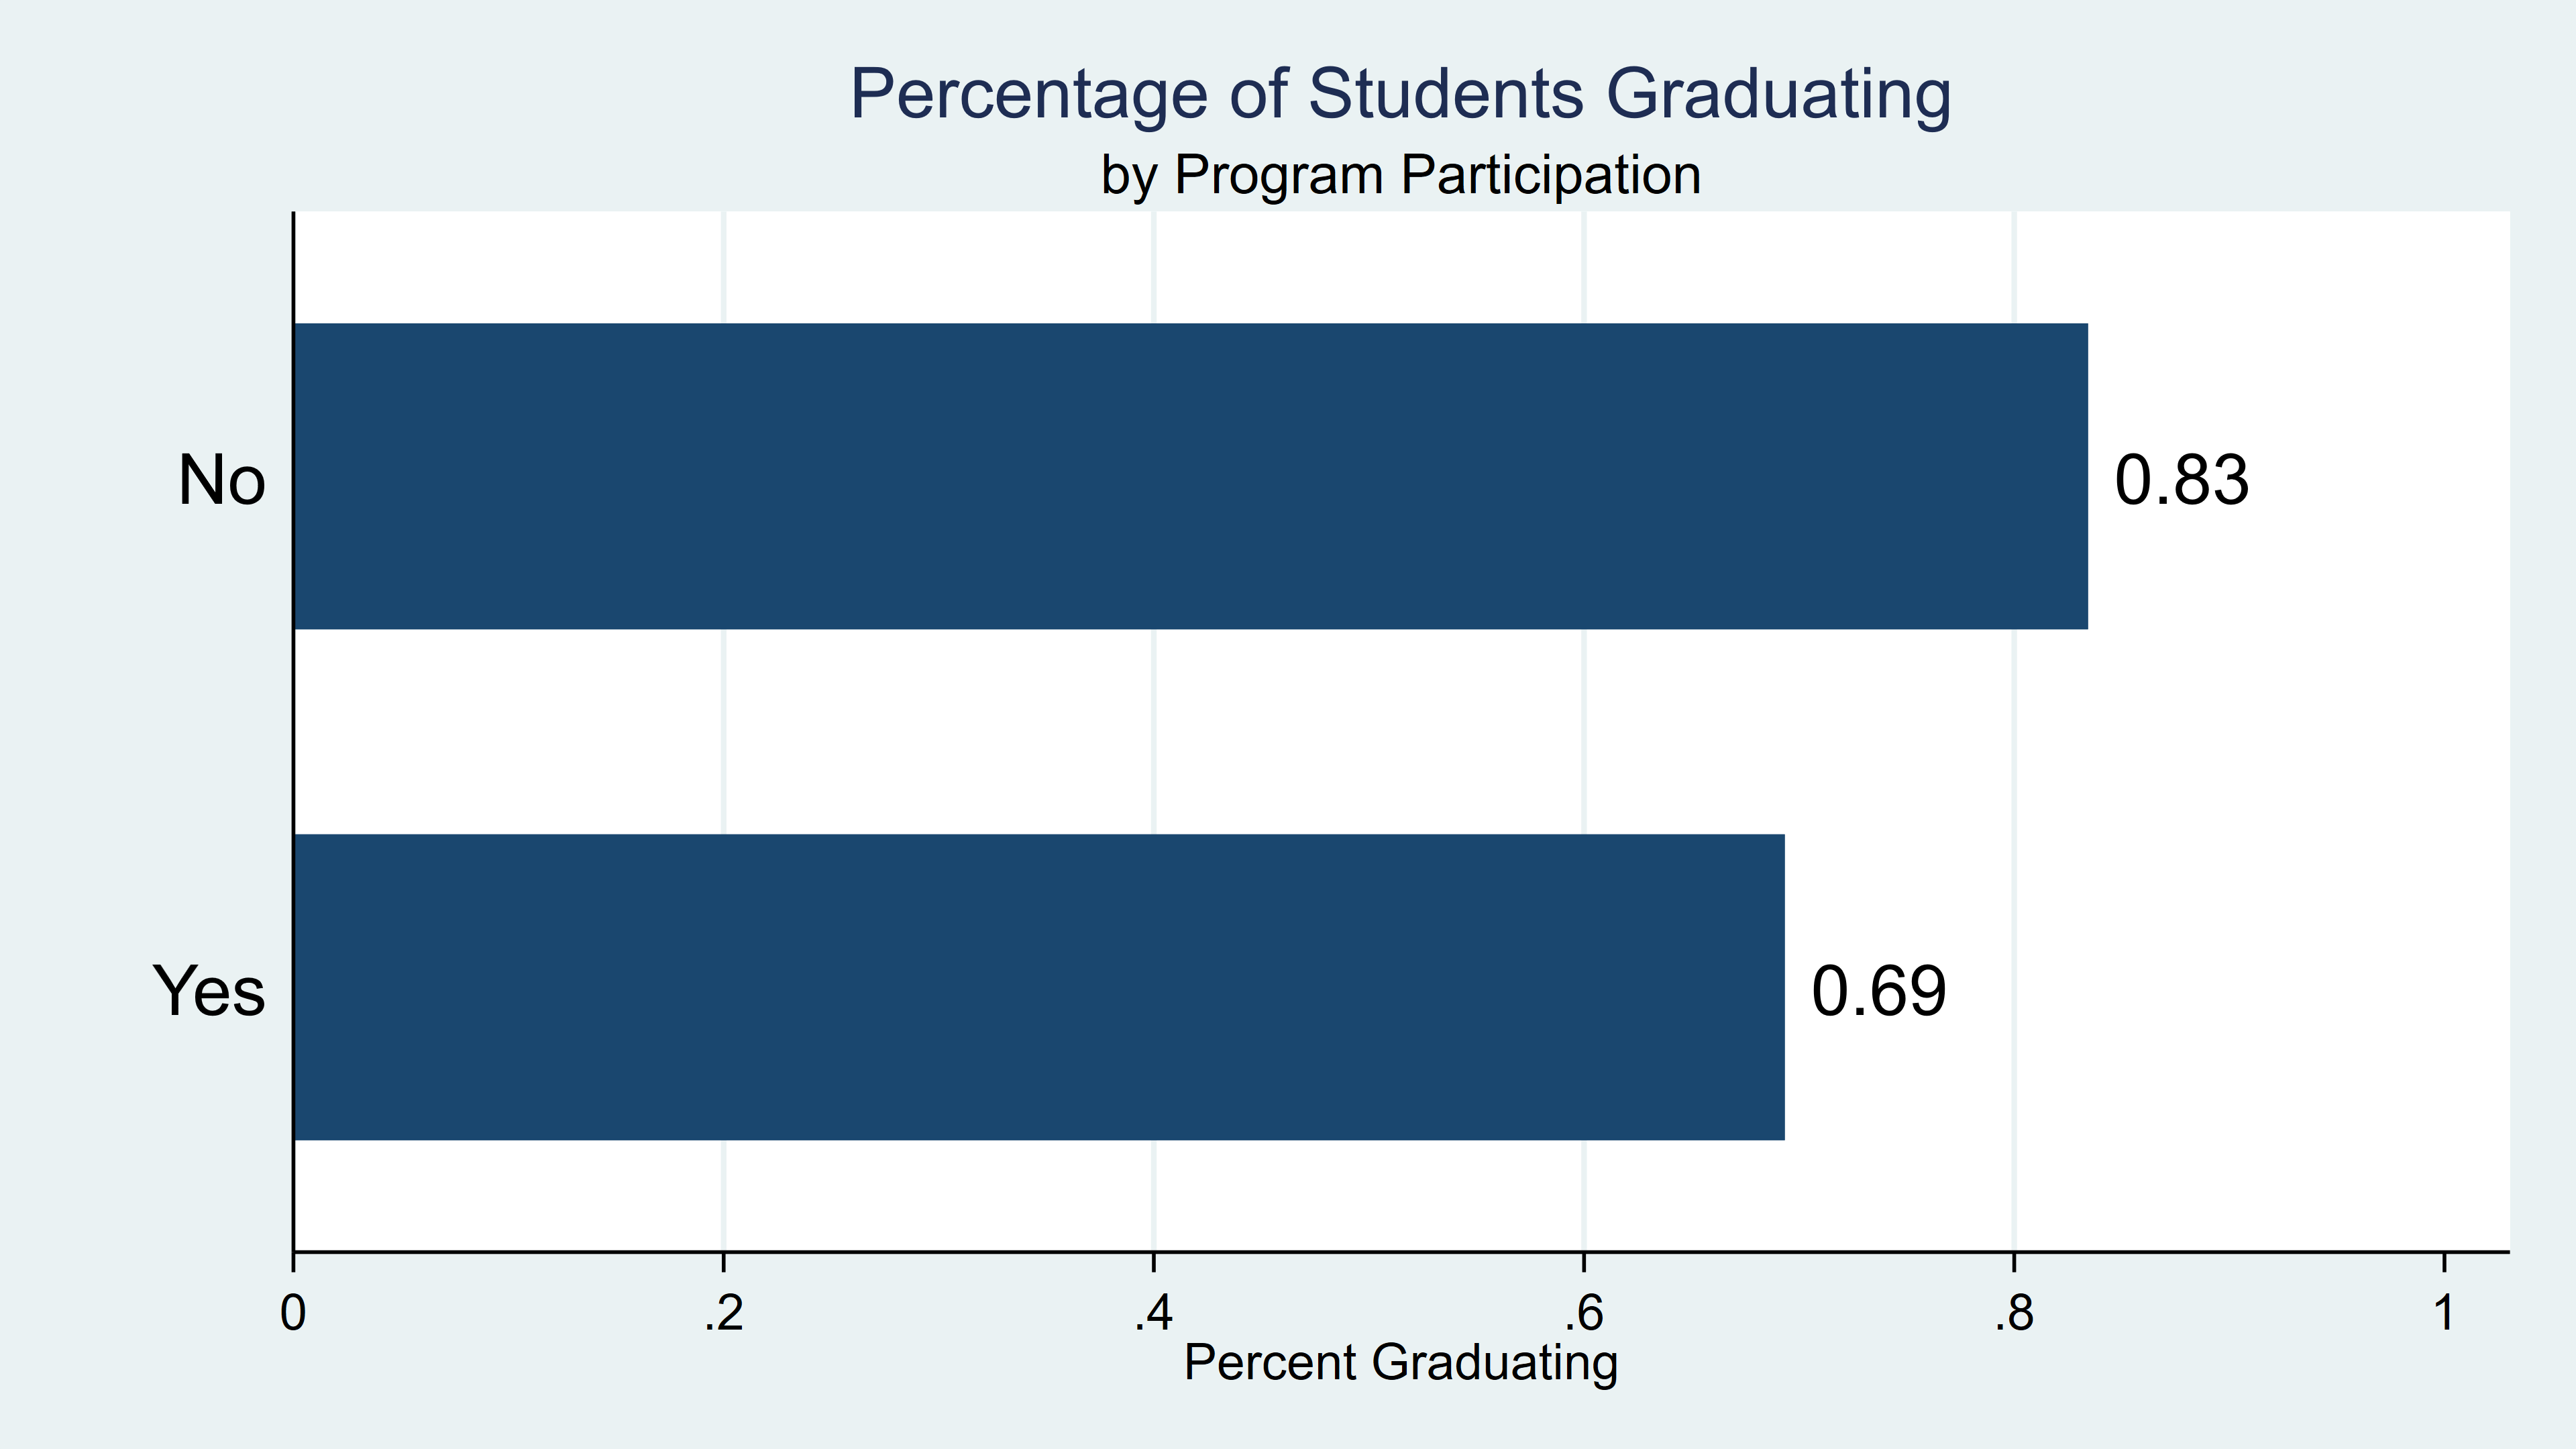 Percentage of Students Graduating
by Program Participation
No
0.83
Yes
0.69
0 .2 .4 .6 .8 1
Percent Graduating